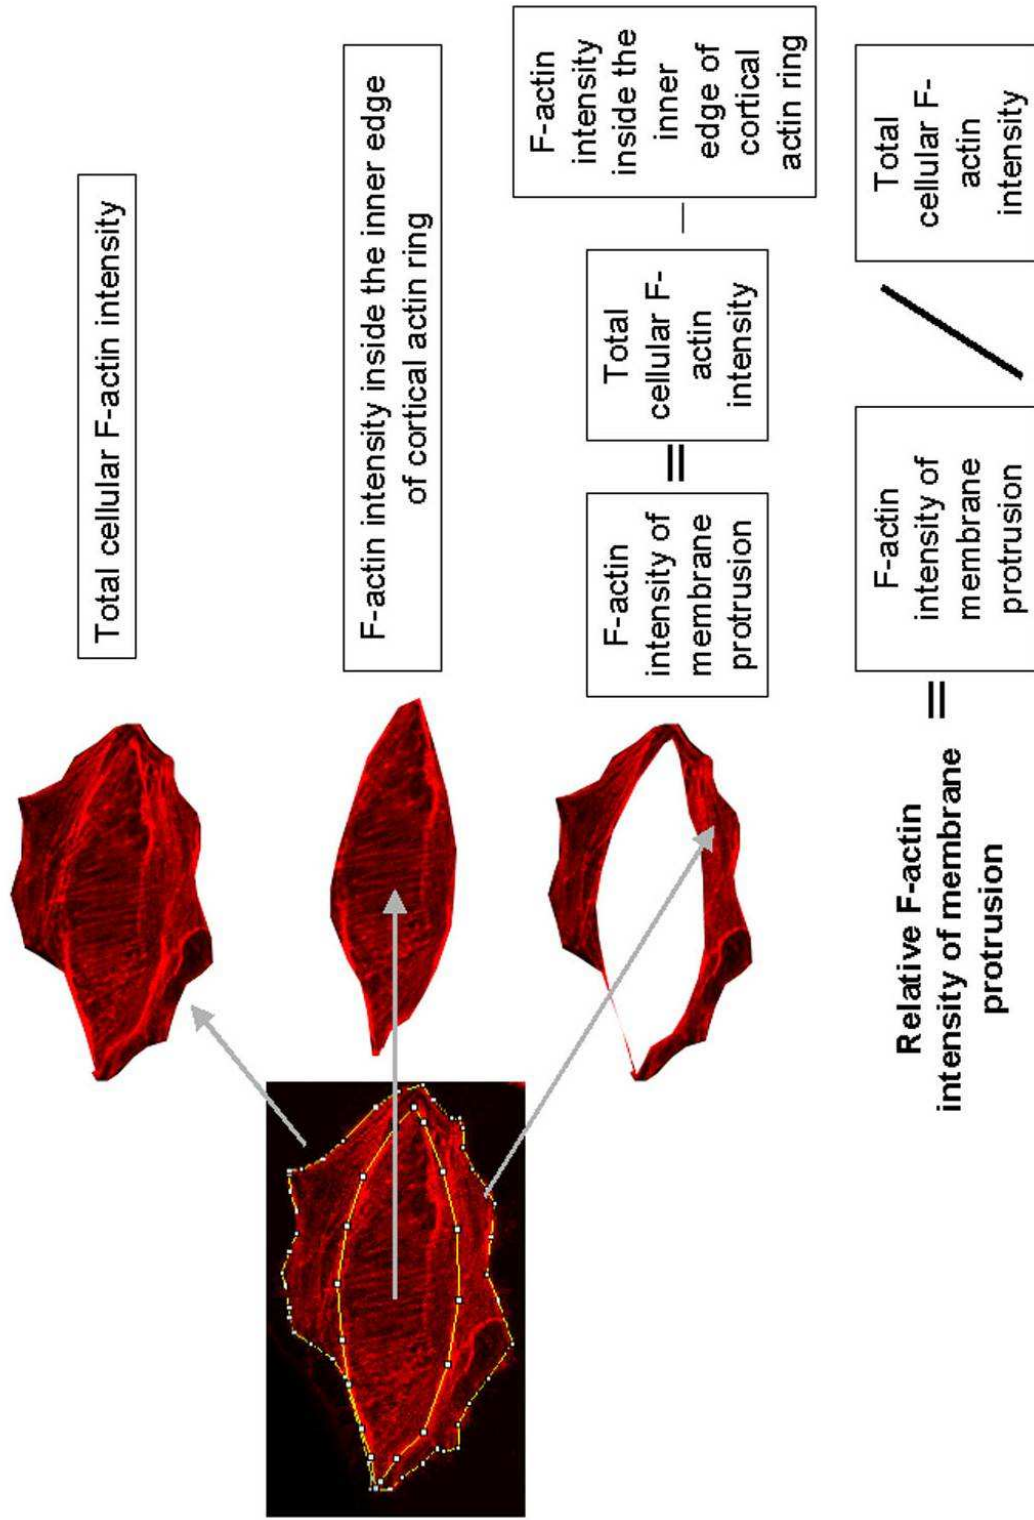 Total cellular F-actin intensity
F-actin intensity inside the inner edge
of cortical actin ring
F-actin
intensity of
membrane
protrusion
=
Total
cellular F-
actin
intensity
—
F-actin
intensity
inside the
inner
edge of
cortical
actin ring
Relative F-actin
intensity of membrane
protrusion
=
F-actin
intensity of
membrane
protrusion
/
Total
cellular F-
actin
intensity